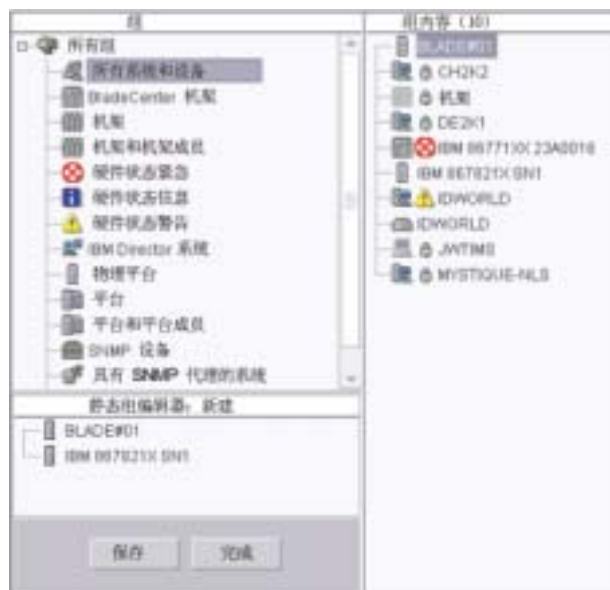 组
所有组
所有系统和设备
BladeCenter 机架
机架
机架和机架成员
硬件状态紧急
硬件状态信息
硬件状态警告
IBM Director 系统
物理平台
平台
平台和平台成员
SNMP 设备
具有 SNMP 代理的系统
静态组编辑器：新建
BLADE#01
IBM 867821X SN1
保存
完成
组内容（10）
BLADE#01
CH2K2
机架
DE2K1
IBM 86771XX 23A0016
IBM 867821X SN1
IDWORLD
IDWORLD
JWTIMS
MYSTIQUE-NLS